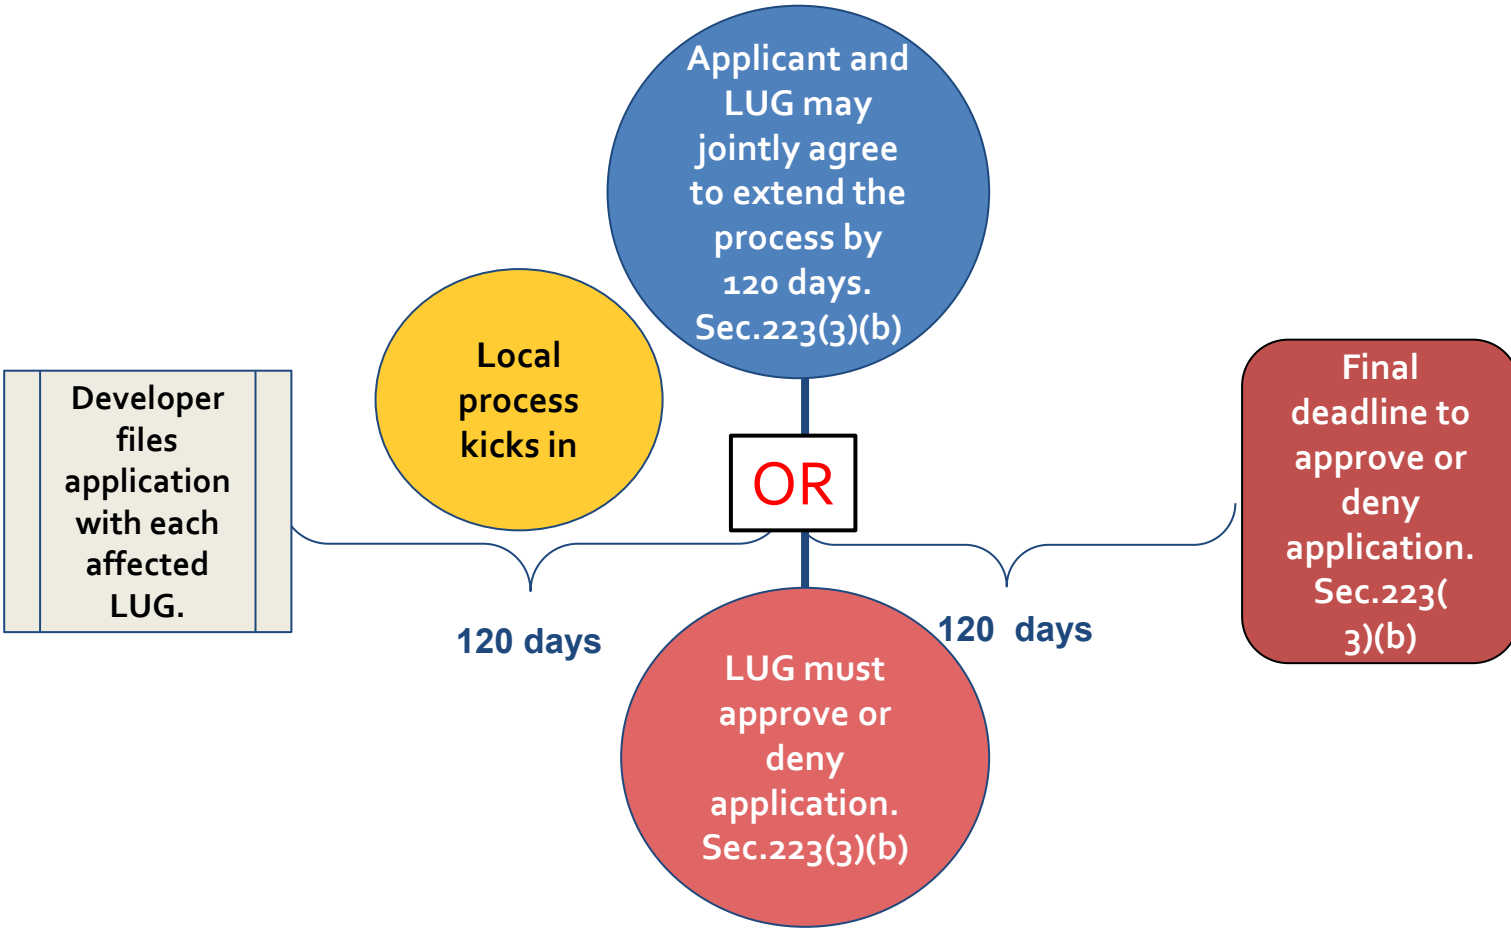 Developer
files
application
with each
affected
LUG.
Local
process
kicks in
120 days
Applicant and
LUG may
jointly agree
to extend the
process by
120 days.
Sec.223(3)(b)
OR
LUG must
approve or
deny
application.
Sec.223(3)(b)
120  days
Final
deadline to
approve or
deny
application.
Sec.223(
3)(b)